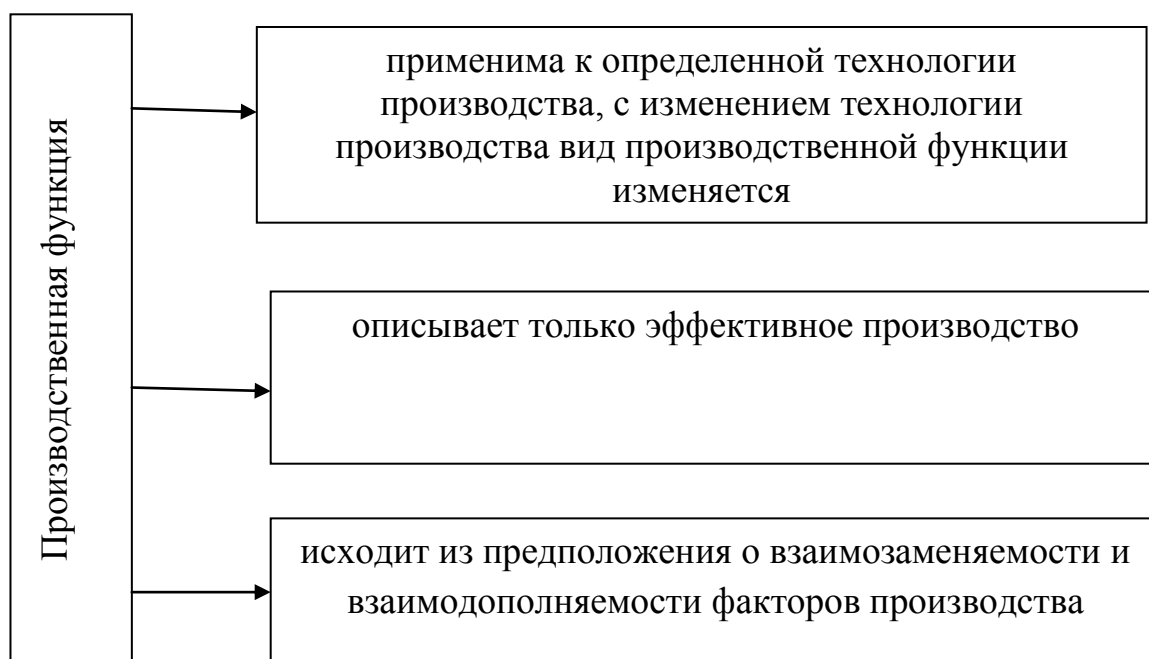 Производственная функция
применима к определенной технологии
производства, с изменением технологии
производства вид производственной функции
изменяется
описывает только эффективное производство
исходит из предположения о взаимозаменяемости и
взаимодополняемости факторов производства